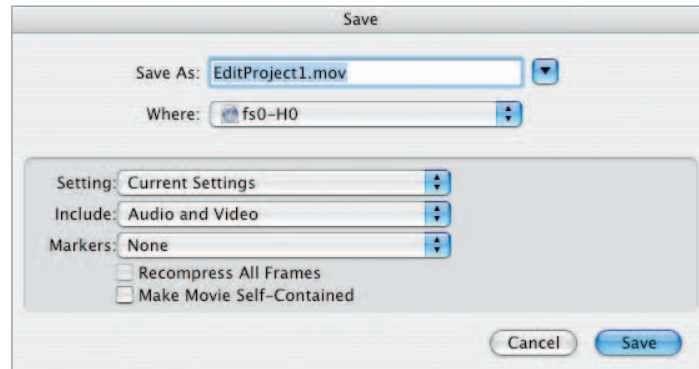 Save
Save As: EditProject1.mov
Where: fs0-H0
Setting: Current Settings
Include: Audio and Video
Markers: None
Recompress All Frames
Make Movie Self-Contained
Cancel Save